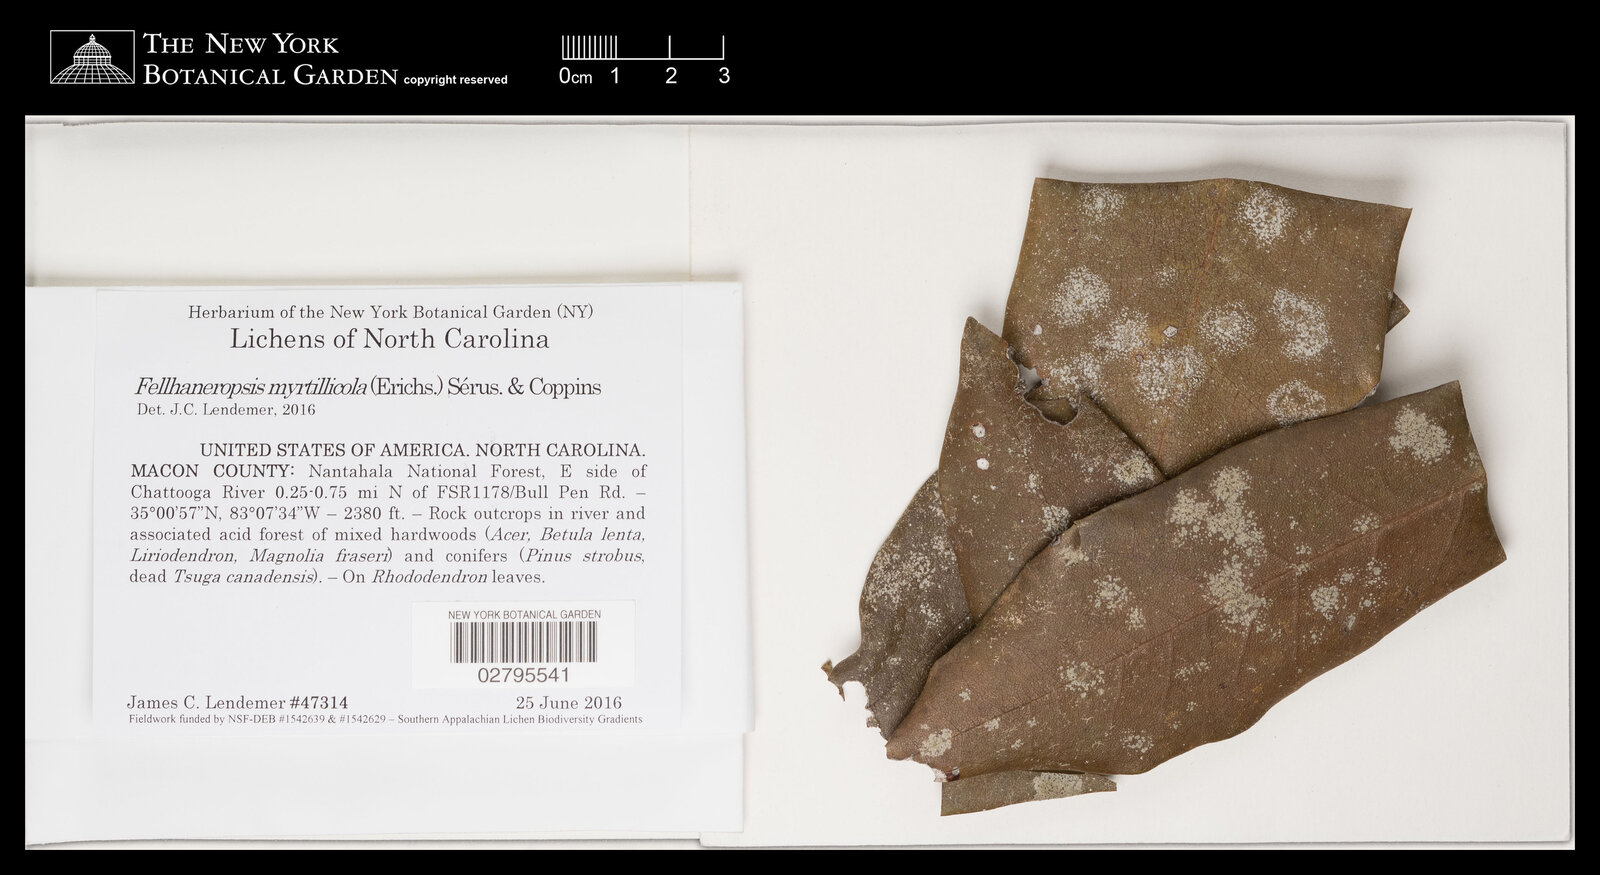 THE NEW YORK
BOTANICAL GARDEN copyright reserved
0cm 1 2 3
Herbarium of the New York Botanical Garden (NY)
Lichens of North Carolina
Fellhaneropsis myrtillicola (Erichs.) Sérus. & Coppins
Det. J.C. Lendemer, 2016
UNITED STATES OF AMERICA. NORTH CAROLINA.
MACON COUNTY: Nantahala National Forest, E side of
Chattooga River 0.25-0.75 mi N of FSR1178/Bull Pen Rd. –
35°00'57"N, 83°07'34"W – 2380 ft. – Rock outcrops in river and
associated acid forest of mixed hardwoods (Acer, Betula lenta,
Liriodendron, Magnolia fraseri) and conifers (Pinus strobus,
dead Tsuga canadensis). – On Rhododendron leaves.
NEW YORK BOTANICAL GARDEN
02795541
James C. Lendemer #47314 25 June 2016
Fieldwork funded by NSF-DEB #1542639 & #1542629 – Southern Appalachian Lichen Biodiversity Gradients